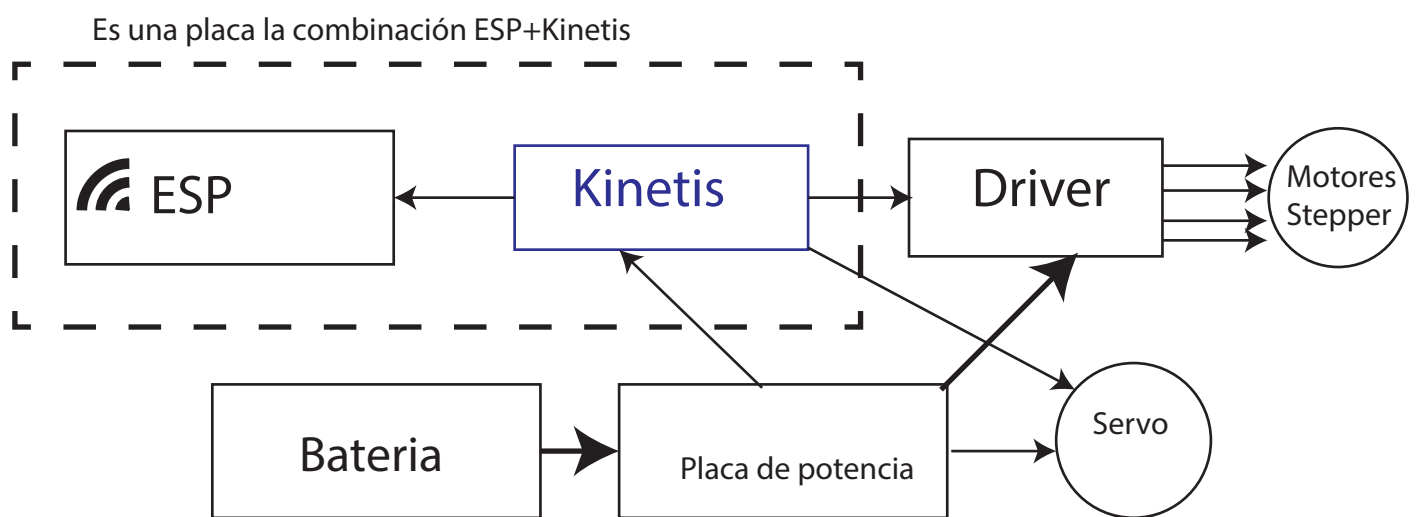 Es una placa la combinación ESP+Kinetis
ESP
Kinetis
Driver
Motores
Stepper
Bateria
Placa de potencia
Servo